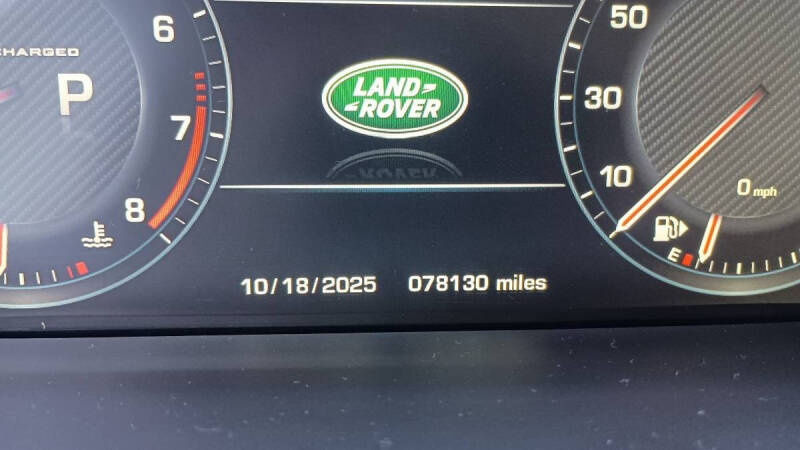 CHARGED
P
6
7
8
LAND
ROVER
10/18/2025 078130 miles
50
30
10
0 mph
E